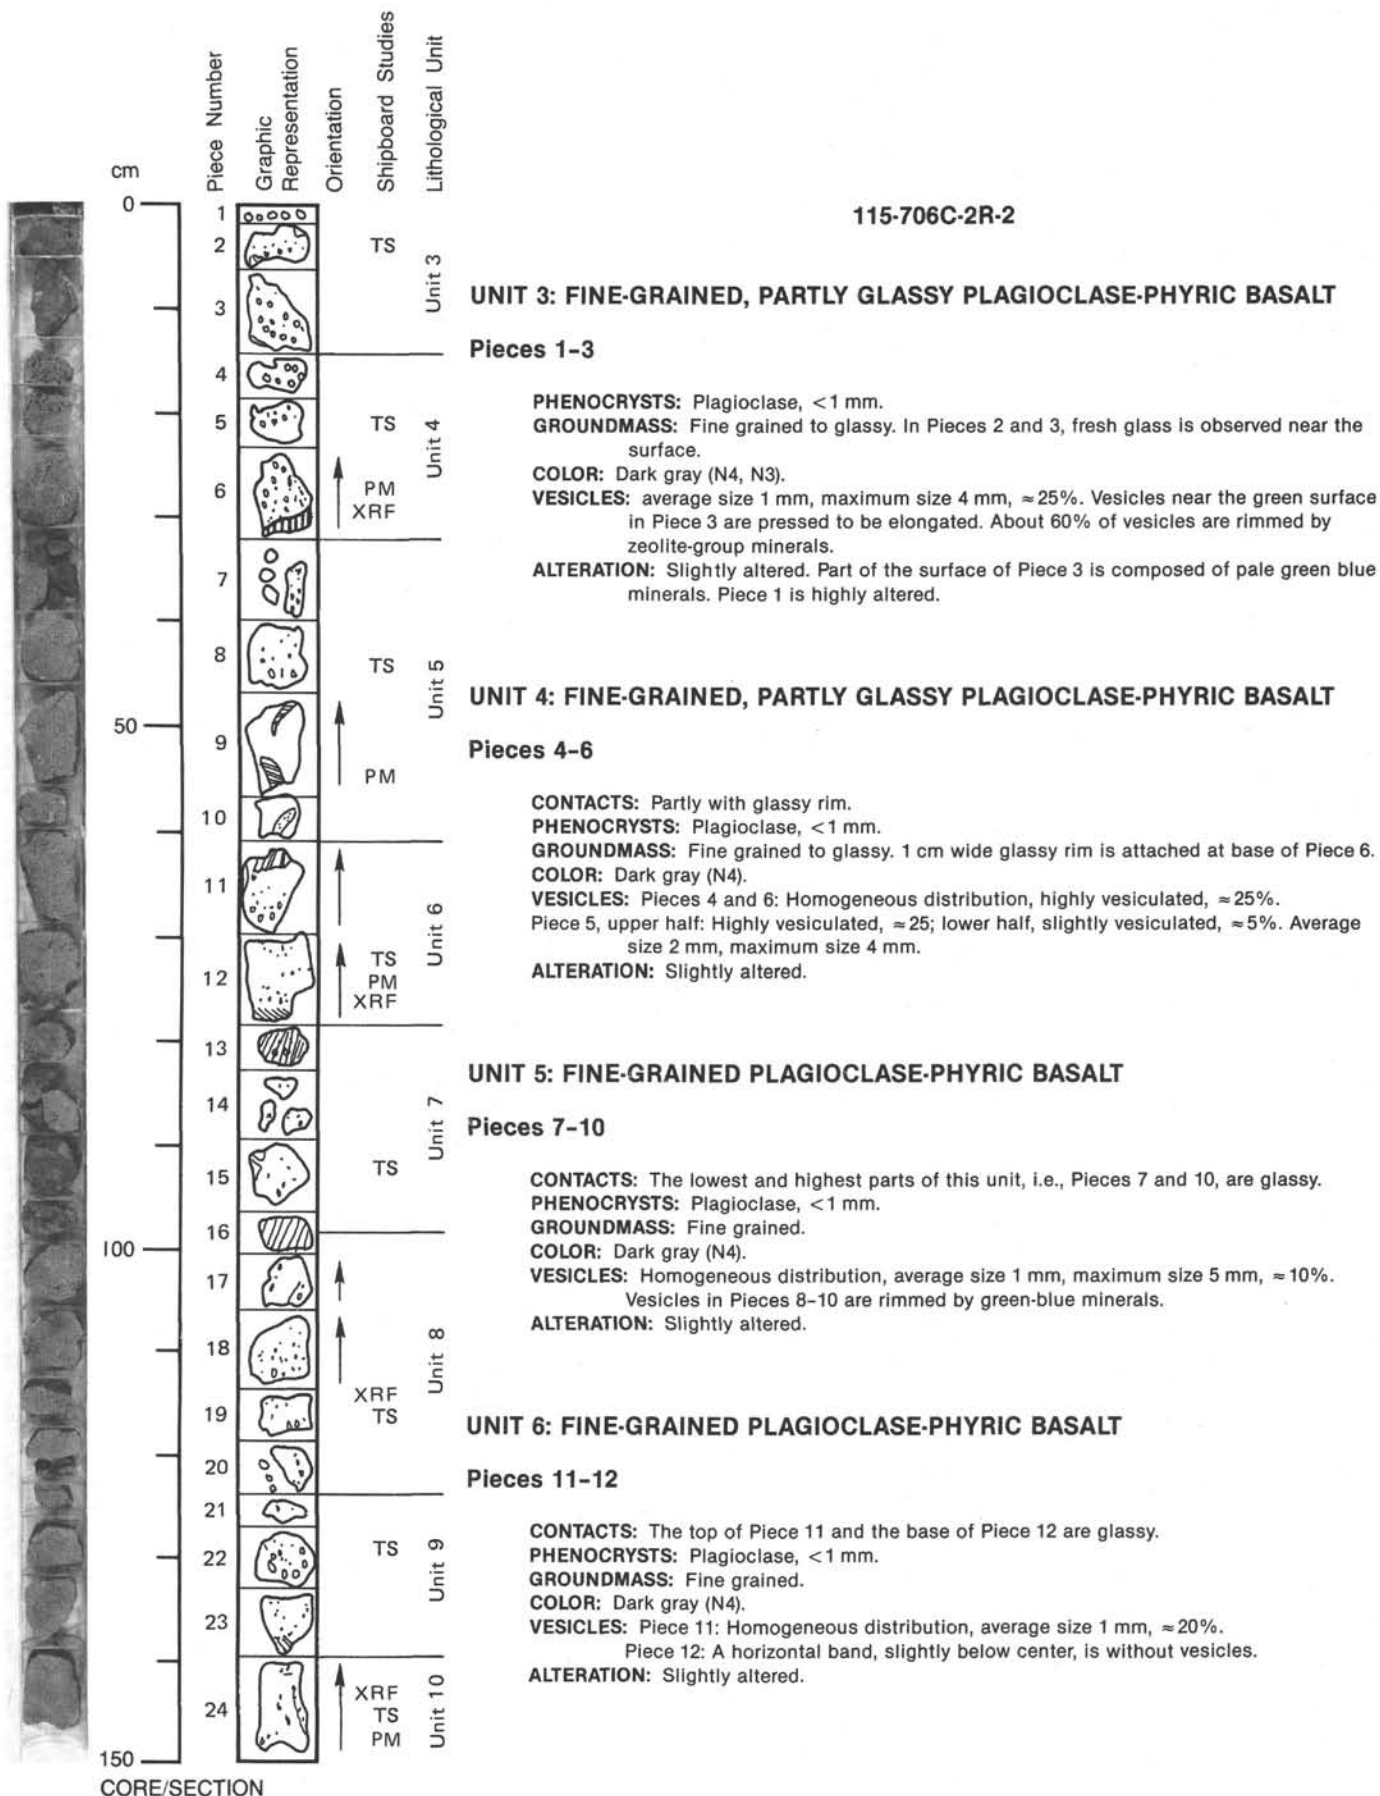 Piece Number
Graphic
Representation
Orientation
Shipboard Studies
Lithological Unit
cm
0
50
100
150
CORE/SECTION
1
2 TS
3
Unit 3
4
5 TS
6 PM
XRF
Unit 4
7
8 TS
9 PM
10
Unit 5
11
12 TS
PM
XRF
Unit 6
13
14
15 TS
16
Unit 7
17
18
XRF
19 TS
20
Unit 8
21
22 TS
23
Unit 9
24 XRF
TS
PM
Unit 10
115-706C-2R-2
UNIT 3: FINE-GRAINED, PARTLY GLASSY PLAGIOCLASE-PHYRIC BASALT
Pieces 1–3
PHENOCRYSTS: Plagioclase, <1 mm.
GROUNDMASS: Fine grained to glassy. In Pieces 2 and 3, fresh glass is observed near the
surface.
COLOR: Dark gray (N4, N3).
VESICLES: average size 1 mm, maximum size 4 mm, ≈25%. Vesicles near the green surface
in Piece 3 are pressed to be elongated. About 60% of vesicles are rimmed by
zeolite-group minerals.
ALTERATION: Slightly altered. Part of the surface of Piece 3 is composed of pale green blue
minerals. Piece 1 is highly altered.
UNIT 4: FINE-GRAINED, PARTLY GLASSY PLAGIOCLASE-PHYRIC BASALT
Pieces 4–6
CONTACTS: Partly with glassy rim.
PHENOCRYSTS: Plagioclase, <1 mm.
GROUNDMASS: Fine grained to glassy. 1 cm wide glassy rim is attached at base of Piece 6.
COLOR: Dark gray (N4).
VESICLES: Pieces 4 and 6: Homogeneous distribution, highly vesiculated, ≈25%.
Piece 5, upper half: Highly vesiculated, ≈25; lower half, slightly vesiculated, ≈5%. Average
size 2 mm, maximum size 4 mm.
ALTERATION: Slightly altered.
UNIT 5: FINE-GRAINED PLAGIOCLASE-PHYRIC BASALT
Pieces 7–10
CONTACTS: The lowest and highest parts of this unit, i.e., Pieces 7 and 10, are glassy.
PHENOCRYSTS: Plagioclase, <1 mm.
GROUNDMASS: Fine grained.
COLOR: Dark gray (N4).
VESICLES: Homogeneous distribution, average size 1 mm, maximum size 5 mm, ≈10%.
Vesicles in Pieces 8–10 are rimmed by green-blue minerals.
ALTERATION: Slightly altered.
UNIT 6: FINE-GRAINED PLAGIOCLASE-PHYRIC BASALT
Pieces 11–12
CONTACTS: The top of Piece 11 and the base of Piece 12 are glassy.
PHENOCRYSTS: Plagioclase, <1 mm.
GROUNDMASS: Fine grained.
COLOR: Dark gray (N4).
VESICLES: Piece 11: Homogeneous distribution, average size 1 mm, ≈20%.
Piece 12: A horizontal band, slightly below center, is without vesicles.
ALTERATION: Slightly altered.